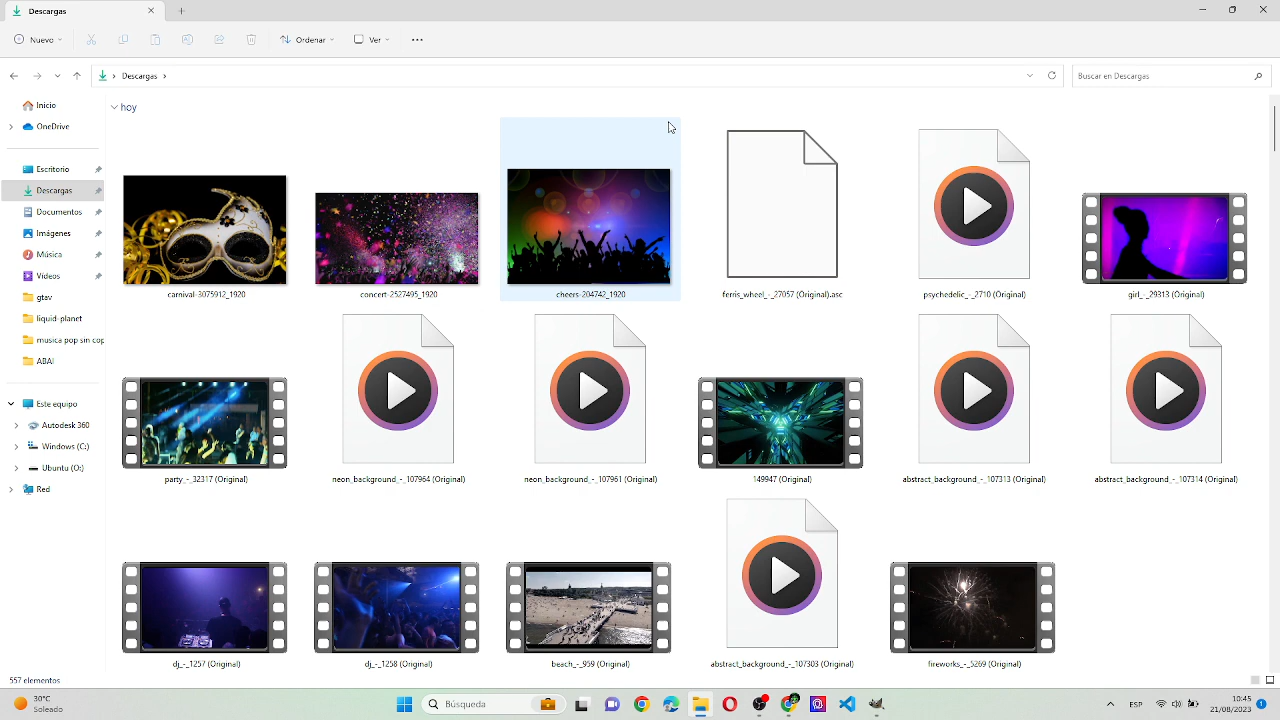 Descargas
Nuevo
Ordenar
Ver
Descargas
Buscar en Descargas
Inicio
OneDrive
Escritorio
Descargas
Documentos
Imágenes
Música
Vídeos
gtav
liquid-planet
musica pop sin cop
ABAI
Este equipo
Autodesk 360
Windows (C:)
Ubuntu (O:)
Red
hoy
carnival-3075912_1920
concert-2527495_1920
cheers-204742_1920
ferris_wheel_-_27057 (Original).asc
psychedelic_-_2710 (Original)
girl_-_29313 (Original)
party_-_32317 (Original)
neon_background_-_107964 (Original)
neon_background_-_107961 (Original)
149947 (Original)
abstract_background_-_107313 (Original)
abstract_background_-_107314 (Original)
dj_-_1257 (Original)
dj_-_1258 (Original)
beach_-_959 (Original)
abstract_background_-_107303 (Original)
fireworks_-_5269 (Original)
557 elementos
30°C
Soleado
Búsqueda
ESP
10:45
21/08/2023
1